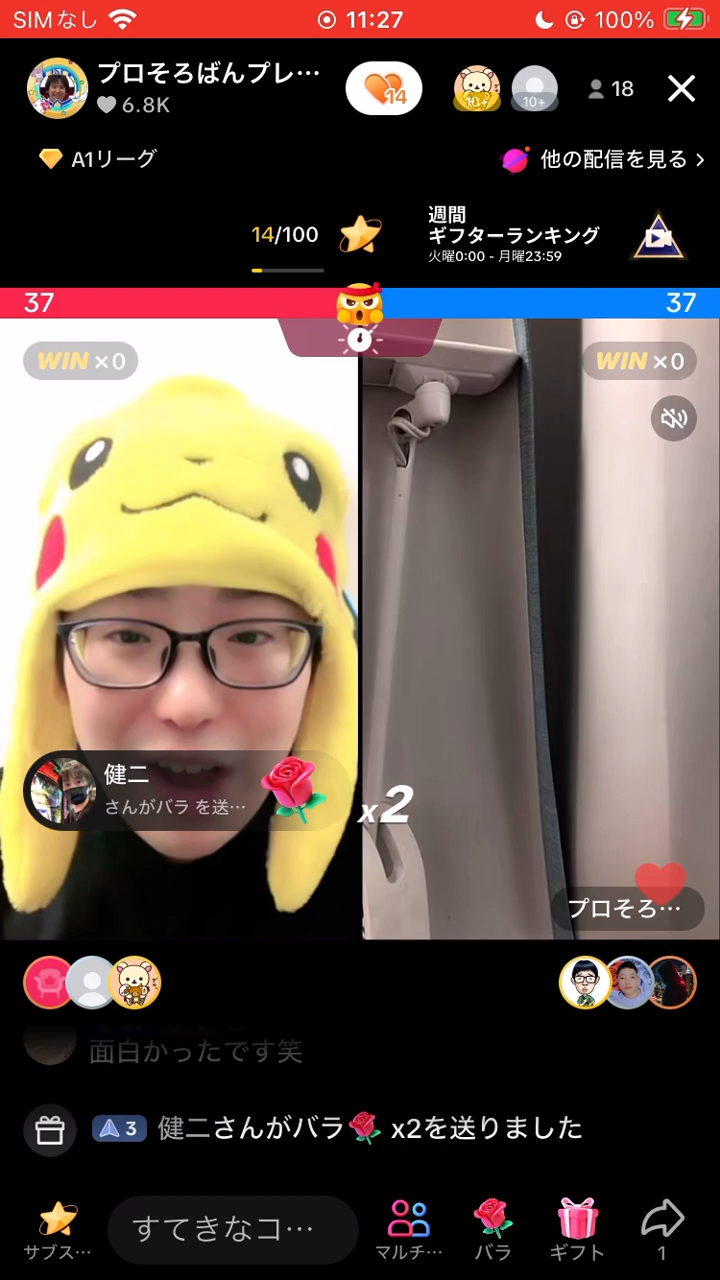 SIMなし 11:27 100%
プロそろばんプレ… 14 10+ 10+ 18
6.8K
A1リーグ 他の配信を見る
14/100 週間
ギフターランキング
火曜0:00 - 月曜23:59
37 37
WIN ×0 WIN ×0
健二
さんがバラ を送… x2
プロそろ…
面白かったです笑
3 健二さんがバラ x2を送りました
すてきなコ…
サブス… マルチ… バラ ギフト 1